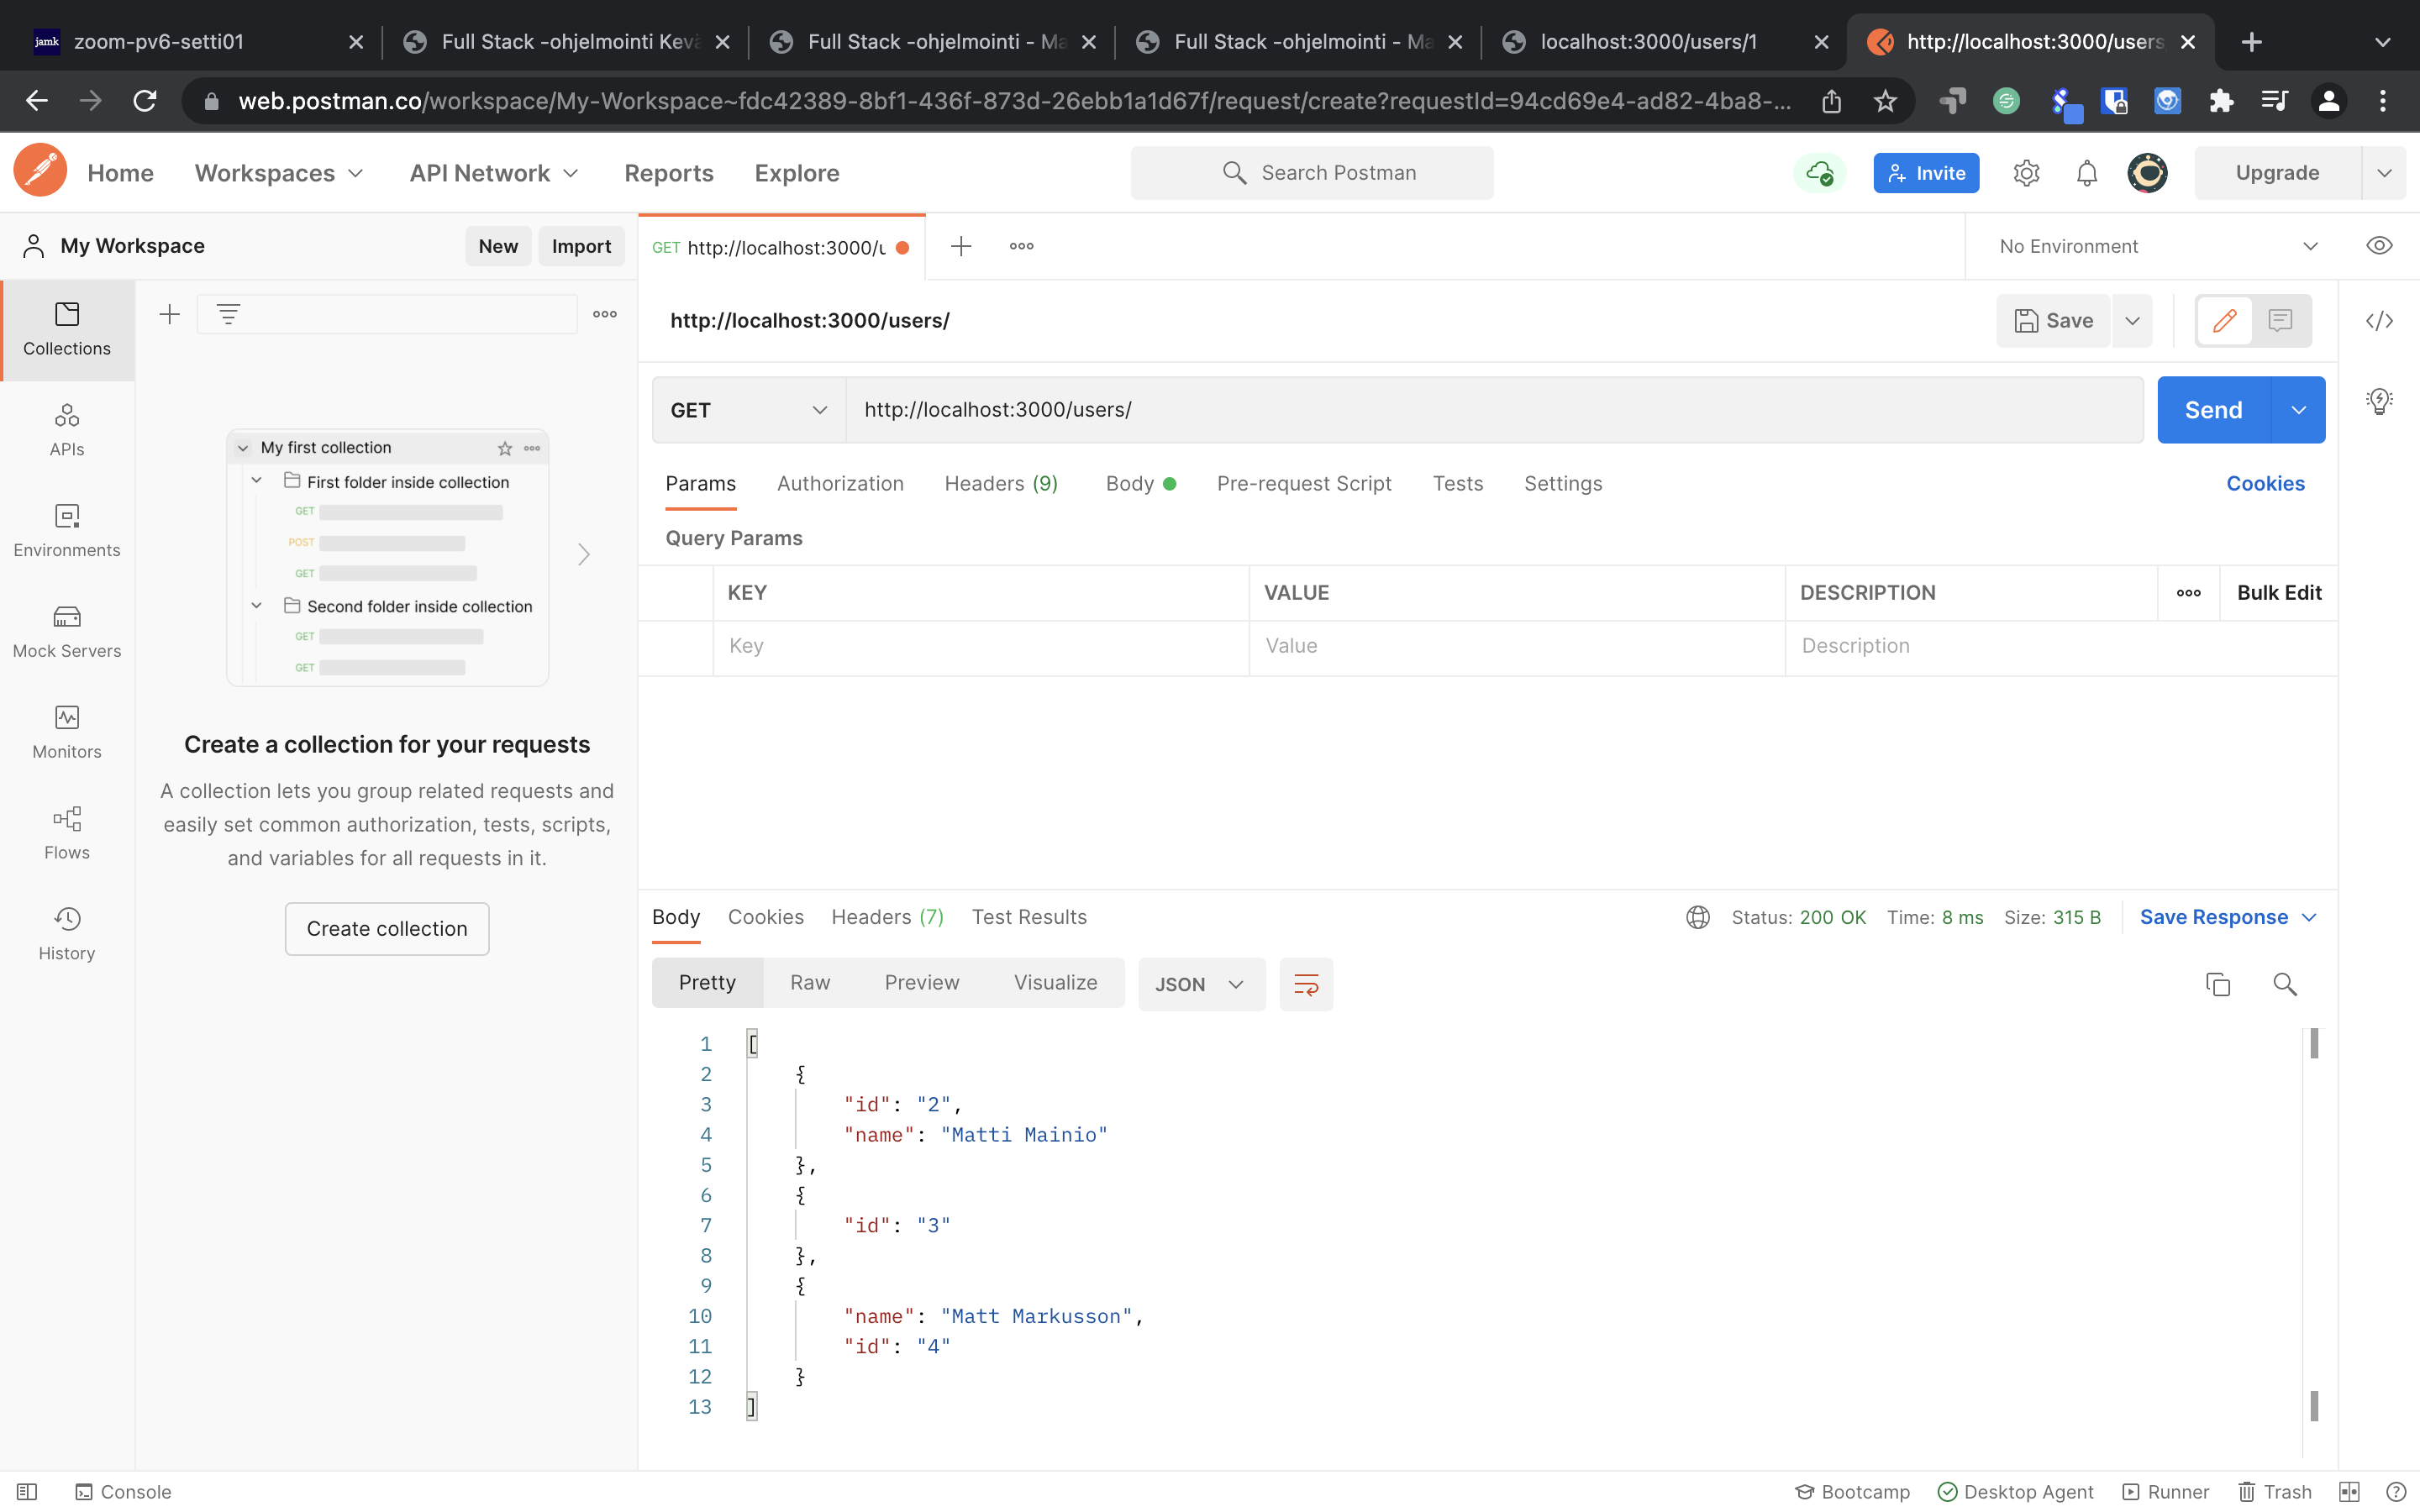 jamk zoom-pv6-setti01
Full Stack -ohjelmointi Kevä
Full Stack -ohjelmointi - Ma
Full Stack -ohjelmointi - Ma
localhost:3000/users/1
http://localhost:3000/users
web.postman.co/workspace/My-Workspace~fdc42389-8bf1-436f-873d-26ebb1a1d67f/request/create?requestId=94cd69e4-ad82-4ba8-...
Home Workspaces API Network Reports Explore
Search Postman
Invite
Upgrade
My Workspace
New Import
GET http://localhost:3000/u
No Environment
Collections
APIs
Environments
Mock Servers
Monitors
Flows
History
My first collection
First folder inside collection
GET
POST
GET
Second folder inside collection
GET
GET
Create a collection for your requests
A collection lets you group related requests and
easily set common authorization, tests, scripts,
and variables for all requests in it.
Create collection
http://localhost:3000/users/
Save
GET http://localhost:3000/users/
Send
Params Authorization Headers (9) Body Pre-request Script Tests Settings
Cookies
Query Params
KEY VALUE DESCRIPTION Bulk Edit
Key Value Description
Body Cookies Headers (7) Test Results
Status: 200 OK Time: 8 ms Size: 315 B Save Response
Pretty Raw Preview Visualize JSON
1 [
2 {
3 "id": "2",
4 "name": "Matti Mainio"
5 },
6 {
7 "id": "3"
8 },
9 {
10 "name": "Matt Markusson",
11 "id": "4"
12 }
13 ]
Console
Bootcamp Desktop Agent Runner Trash